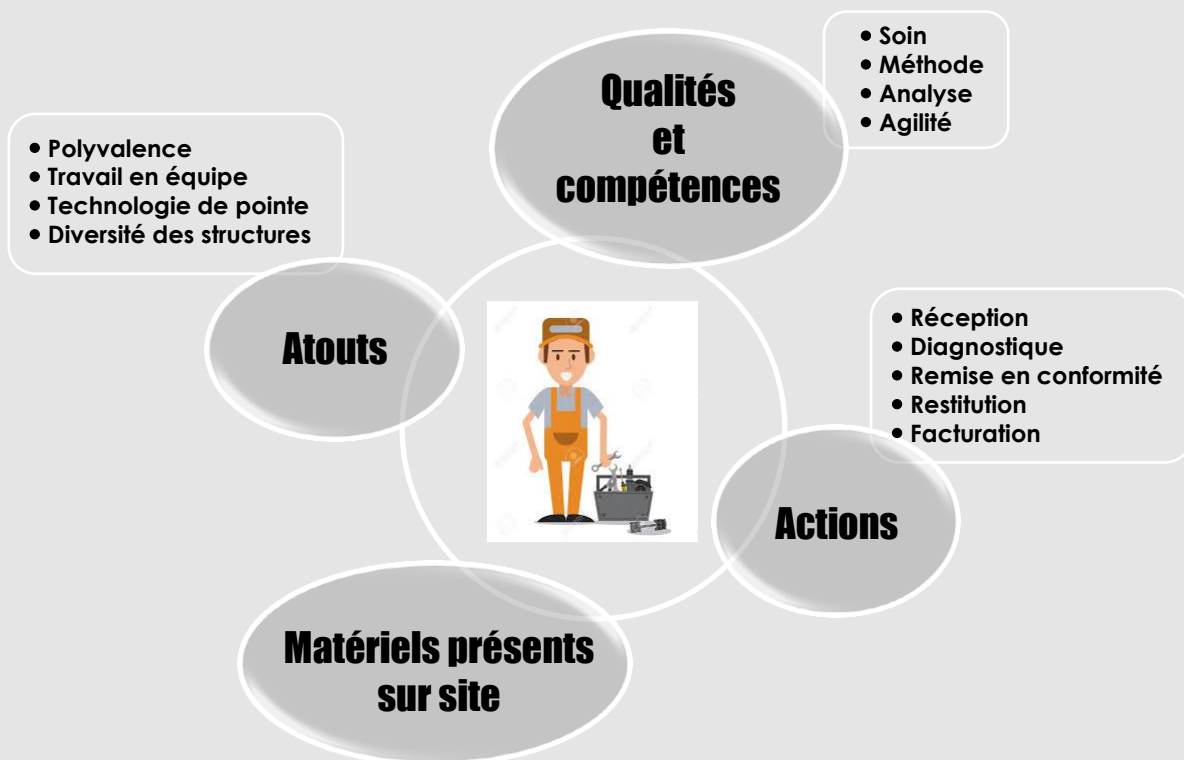 Qualités
et
compétences
• Soin
• Méthode
• Analyse
• Agilité
• Polyvalence
• Travail en équipe
• Technologie de pointe
• Diversité des structures
Atouts
• Réception
• Diagnostique
• Remise en conformité
• Restitution
• Facturation
Actions
Matériels présents
sur site